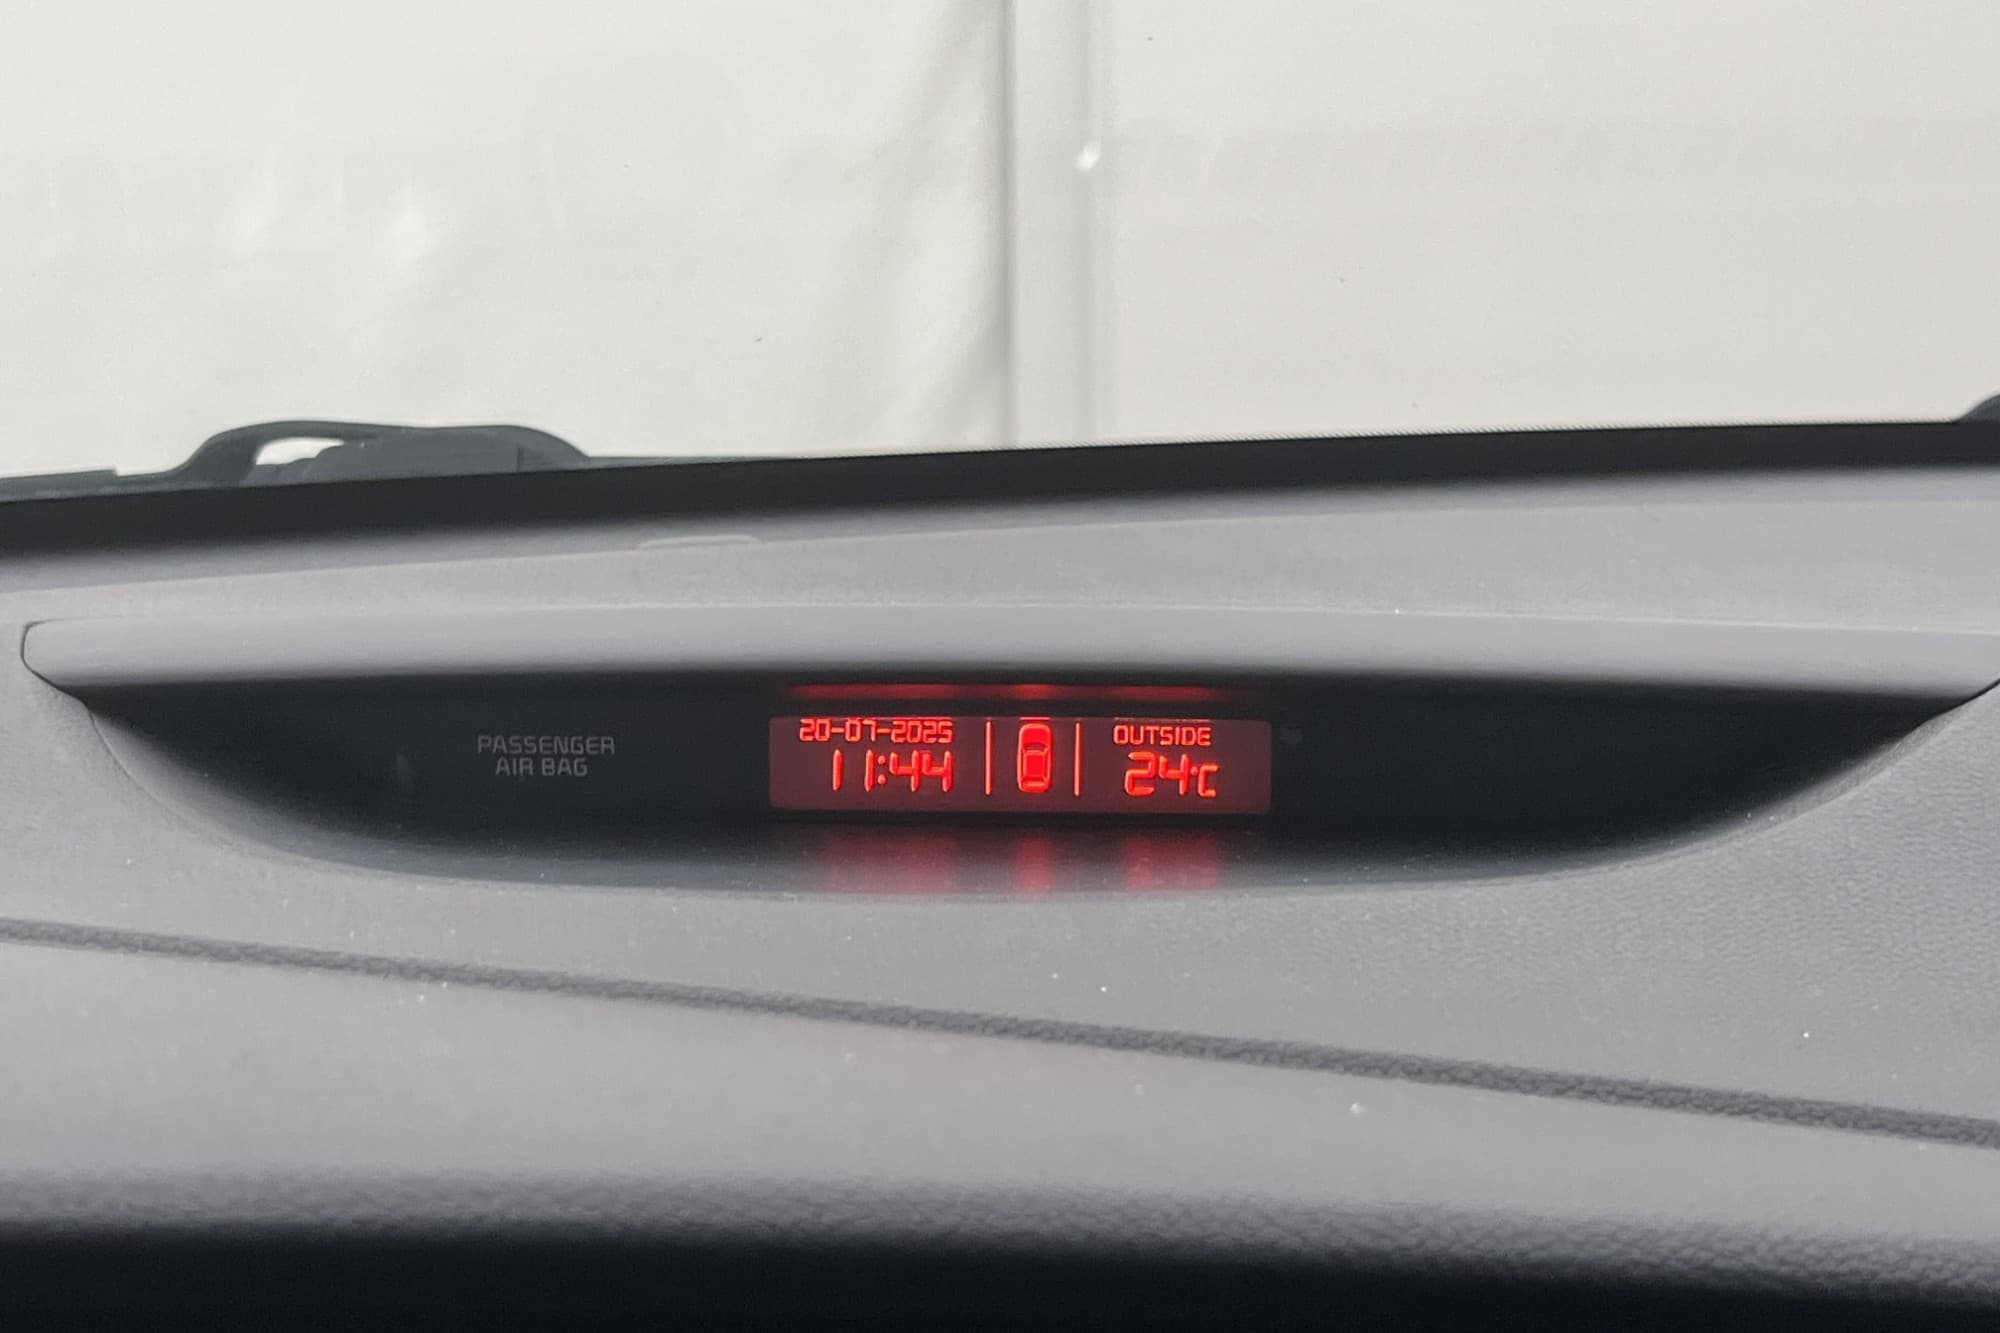 PASSENGER
AIR BAG
20-07-2025
11:44
OUTSIDE
24°C